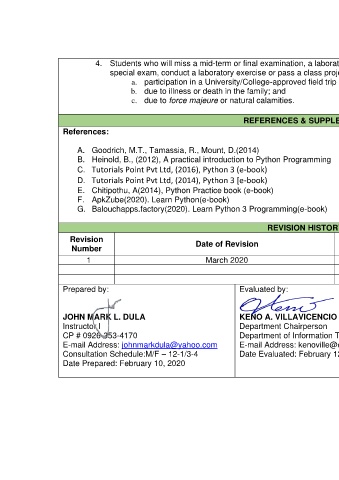 4. Students who will miss a mid-term or final examination, a laborat
special exam, conduct a laboratory exercise or pass a class proj
a. participation in a University/College-approved field trip
b. due to illness or death in the family; and
c. due to force majeure or natural calamities.
REFERENCES & SUPPLE
References:
A. Goodrich, M.T., Tamassia, R., Mount, D.(2014)
B. Heinold, B., (2012), A practical introduction to Python Programming
C. Tutorials Point Pvt Ltd, (2016), Python 3 (e-book)
D. Tutorials Point Pvt Ltd, (2014), Python 3 [e-book]
E. Chitipothu, A(2014), Python Practice book (e-book)
F. ApkZube(2020). Learn Python(e-book)
G. Balouchapps.factory(2020). Learn Python 3 Programming(e-book)
REVISION HISTOR
Revision Number
Date of Revision
1
March 2020
Prepared by:
JOHN MARK L. DULA
Instructor I
CP # 0926-353-4170
E-mail Address: johnmarkdula@yahoo.com
Consultation Schedule:M/F – 12-1/3-4
Date Prepared: February 10, 2020
Evaluated by:
KENO A. VILLAVICENCIO
Department Chairperson
Department of Information T
E-mail Address: kenoville@
Date Evaluated: February 12